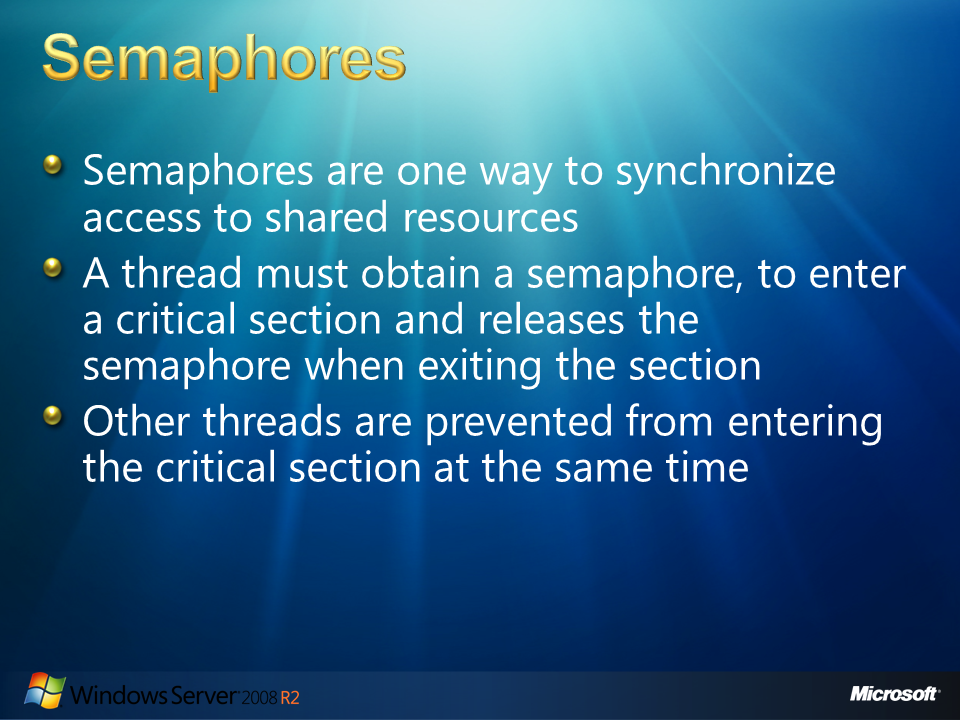 Semaphores
Semaphores are one way to synchronize
access to shared resources
A thread must obtain a semaphore, to enter
a critical section and releases the
semaphore when exiting the section
Other threads are prevented from entering
the critical section at the same time
Windows Server 2008 R2
Microsoft